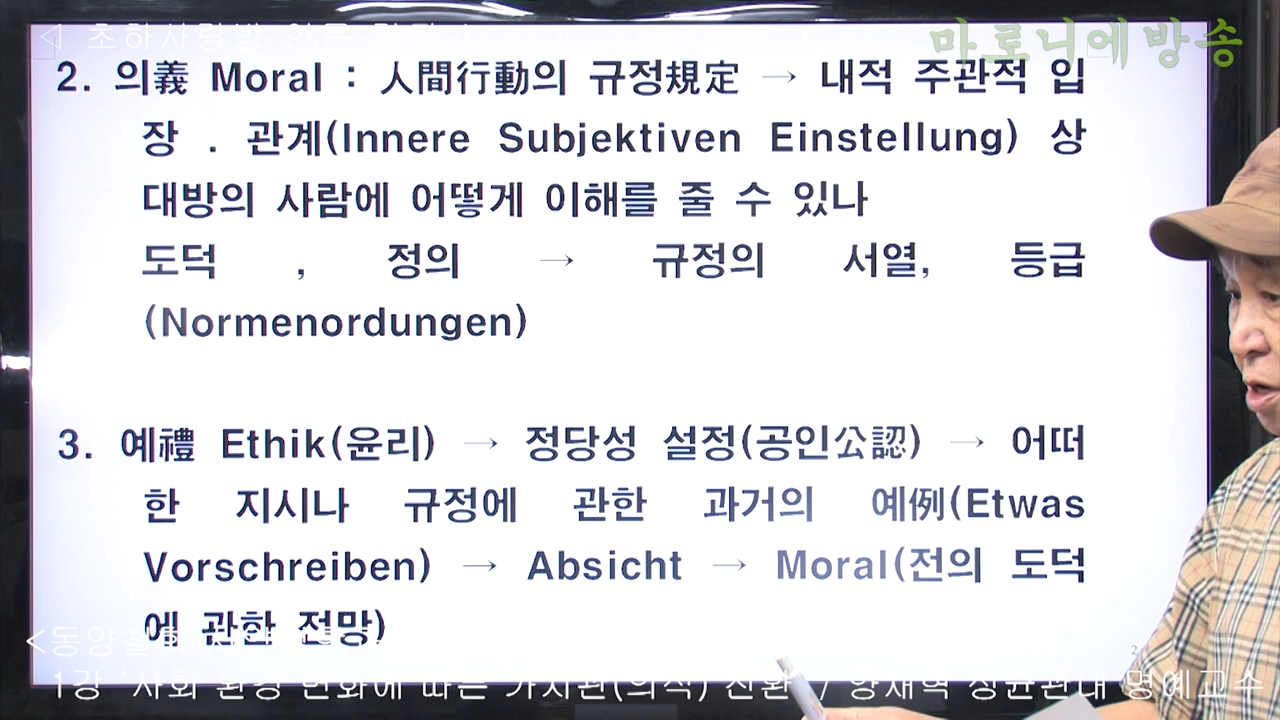 마로니에방송
2. 의義 Moral : 人間行動의 규정規定 → 내적 주관적 입
장 . 관계(Innere Subjektiven Einstellung) 상
대방의 사람에 어떻게 이해를 줄 수 있나
도덕 , 정의 → 규정의 서열, 등급
(Normenordungen)
3. 예禮 Ethik(윤리) → 정당성 설정(공인公認) → 어떠
한 지시나 규정에 관한 과거의 예例(Etwas
Vorschreiben) → Absicht → Moral(전의 도덕
에 관한 전망)
2
1강 '사회 환경 변화에 따른 가치관(의식) 전환' / 양재혁 성균관대 명예교수